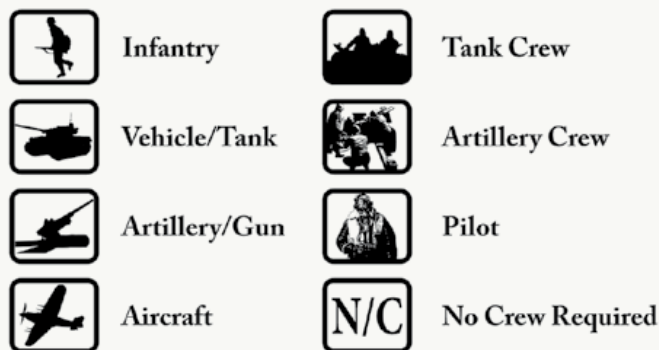 Infantry
Tank Crew
Vehicle/Tank
Artillery Crew
Artillery/Gun
Pilot
Aircraft
N/C No Crew Required